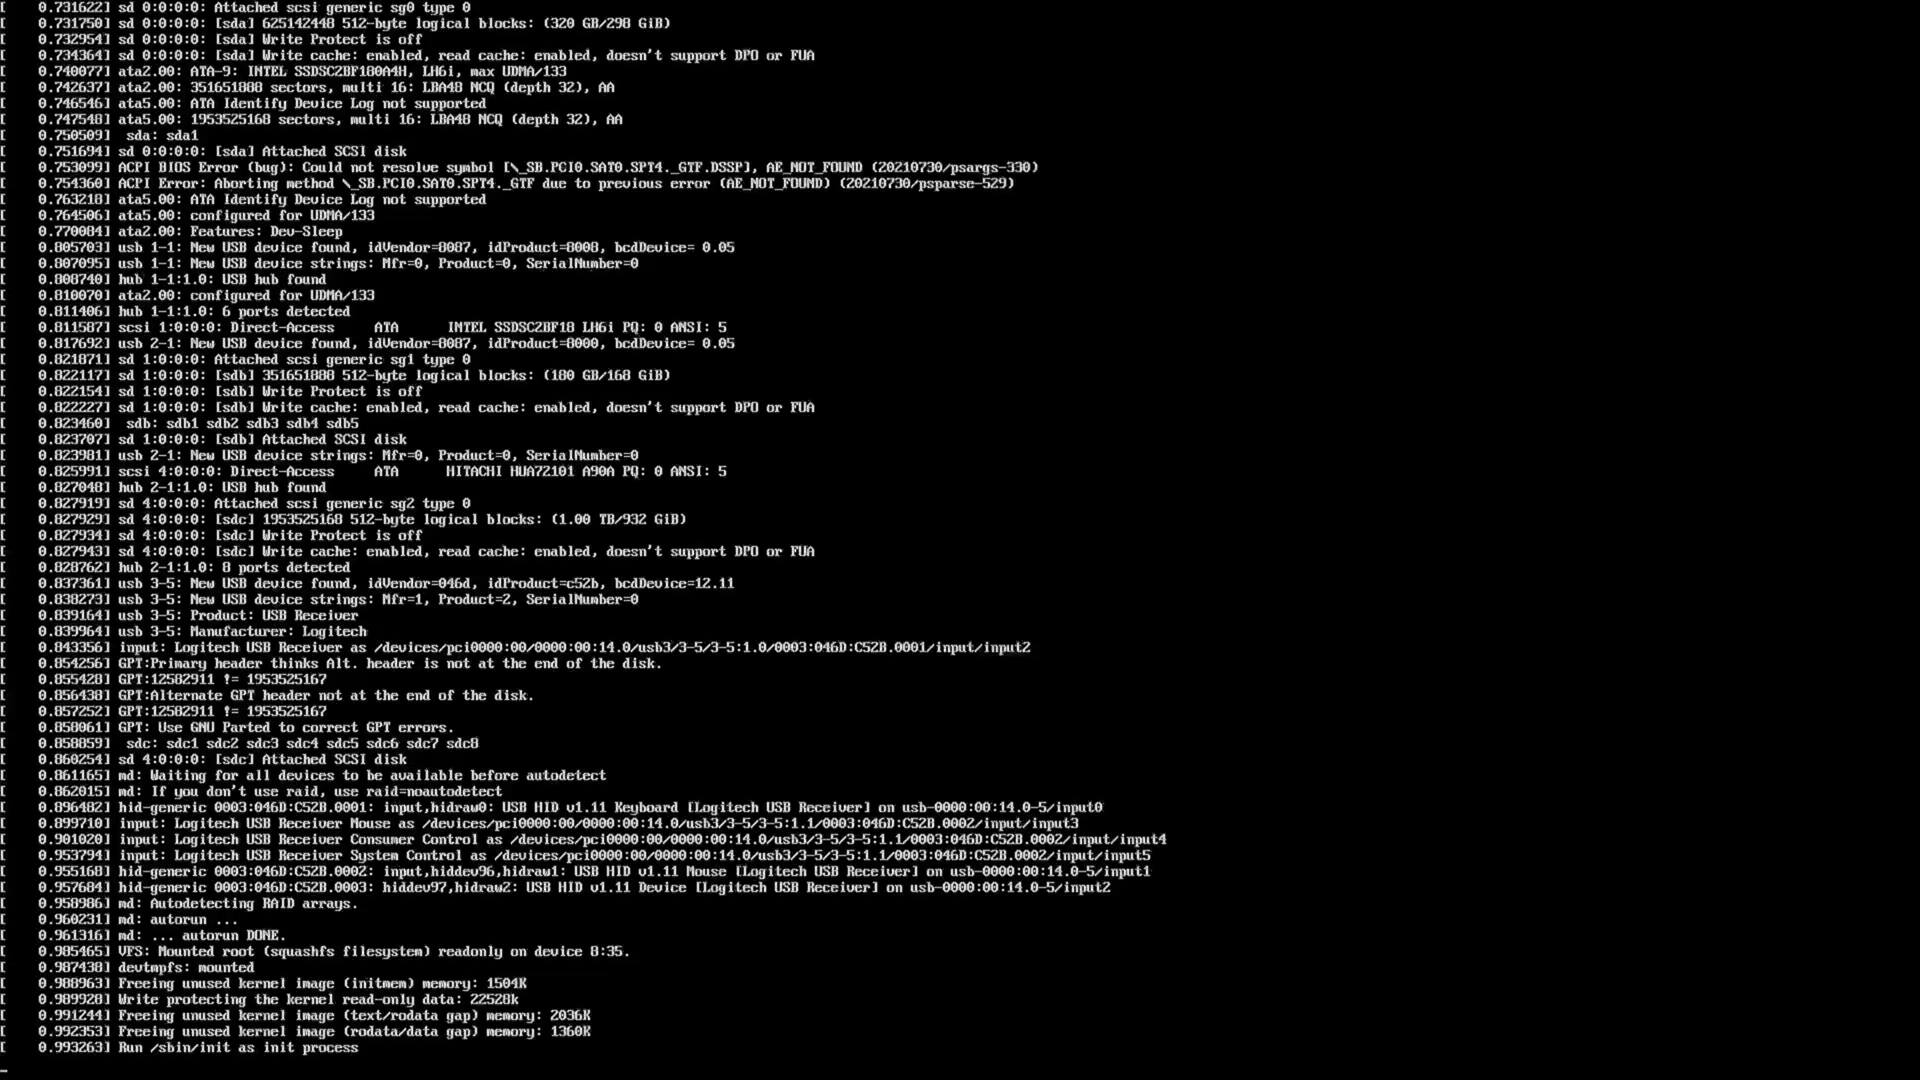 [    0.731622] sd 0:0:0:0: Attached scsi generic sg0 type 0
[    0.731750] sd 0:0:0:0: [sda] 625142448 512-byte logical blocks: (320 GB/298 GiB)
[    0.732954] sd 0:0:0:0: [sda] Write Protect is off
[    0.734364] sd 0:0:0:0: [sda] Write cache: enabled, read cache: enabled, doesn't support DPO or FUA
[    0.740077] ata2.00: ATA-9: INTEL SSDSC2BF180A4H, LH6i, max UDMA/133
[    0.742637] ata2.00: 351651888 sectors, multi 16: LBA48 NCQ (depth 32), AA
[    0.746546] ata5.00: ATA Identify Device Log not supported
[    0.747548] ata5.00: 1953525168 sectors, multi 16: LBA48 NCQ (depth 32), AA
[    0.750509]  sda: sda1
[    0.751694] sd 0:0:0:0: [sda] Attached SCSI disk
[    0.753099] ACPI BIOS Error (bug): Could not resolve symbol [\_SB.PCI0.SAT0.SPT4._GTF.DSSP], AE_NOT_FOUND (20210730/psargs-330)
[    0.754360] ACPI Error: Aborting method \_SB.PCI0.SAT0.SPT4._GTF due to previous error (AE_NOT_FOUND) (20210730/psparse-529)
[    0.763218] ata5.00: ATA Identify Device Log not supported
[    0.764506] ata5.00: configured for UDMA/133
[    0.770084] ata2.00: Features: Dev-Sleep
[    0.805703] usb 1-1: New USB device found, idVendor=8087, idProduct=8008, bcdDevice= 0.05
[    0.807095] usb 1-1: New USB device strings: Mfr=0, Product=0, SerialNumber=0
[    0.808740] hub 1-1:1.0: USB hub found
[    0.810070] ata2.00: configured for UDMA/133
[    0.811406] hub 1-1:1.0: 6 ports detected
[    0.811587] scsi 1:0:0:0: Direct-Access     ATA      INTEL SSDSC2BF18 LH6i PQ: 0 ANSI: 5
[    0.817692] usb 2-1: New USB device found, idVendor=8087, idProduct=8000, bcdDevice= 0.05
[    0.821871] sd 1:0:0:0: Attached scsi generic sg1 type 0
[    0.822117] sd 1:0:0:0: [sdb] 351651888 512-byte logical blocks: (180 GB/168 GiB)
[    0.822154] sd 1:0:0:0: [sdb] Write Protect is off
[    0.822227] sd 1:0:0:0: [sdb] Write cache: enabled, read cache: enabled, doesn't support DPO or FUA
[    0.823460]  sdb: sdb1 sdb2 sdb3 sdb4 sdb5
[    0.823707] sd 1:0:0:0: [sdb] Attached SCSI disk
[    0.823981] usb 2-1: New USB device strings: Mfr=0, Product=0, SerialNumber=0
[    0.825991] scsi 4:0:0:0: Direct-Access     ATA      HITACHI HUA72101 A90A PQ: 0 ANSI: 5
[    0.827048] hub 2-1:1.0: USB hub found
[    0.827919] sd 4:0:0:0: Attached scsi generic sg2 type 0
[    0.827929] sd 4:0:0:0: [sdc] 1953525168 512-byte logical blocks: (1.00 TB/932 GiB)
[    0.827934] sd 4:0:0:0: [sdc] Write Protect is off
[    0.827943] sd 4:0:0:0: [sdc] Write cache: enabled, read cache: enabled, doesn't support DPO or FUA
[    0.828762] hub 2-1:1.0: 8 ports detected
[    0.837361] usb 3-5: New USB device found, idVendor=046d, idProduct=c52b, bcdDevice=12.11
[    0.838273] usb 3-5: New USB device strings: Mfr=1, Product=2, SerialNumber=0
[    0.839164] usb 3-5: Product: USB Receiver
[    0.839964] usb 3-5: Manufacturer: Logitech
[    0.843356] input: Logitech USB Receiver as /devices/pci0000:00/0000:00:14.0/usb3/3-5/3-5:1.0/0003:046D:C52B.0001/input/input2
[    0.854256] GPT:Primary header thinks Alt. header is not at the end of the disk.
[    0.855428] GPT:12582911 != 1953525167
[    0.856438] GPT:Alternate GPT header not at the end of the disk.
[    0.857252] GPT:12582911 != 1953525167
[    0.858061] GPT: Use GNU Parted to correct GPT errors.
[    0.858859]  sdc: sdc1 sdc2 sdc3 sdc4 sdc5 sdc6 sdc7 sdc8
[    0.860254] sd 4:0:0:0: [sdc] Attached SCSI disk
[    0.861165] md: Waiting for all devices to be available before autodetect
[    0.862015] md: If you don't use raid, use raid=noautodetect
[    0.896482] hid-generic 0003:046D:C52B.0001: input,hidraw0: USB HID v1.11 Keyboard [Logitech USB Receiver] on usb-0000:00:14.0-5/input0
[    0.899710] input: Logitech USB Receiver Mouse as /devices/pci0000:00/0000:00:14.0/usb3/3-5/3-5:1.1/0003:046D:C52B.0002/input/input3
[    0.901020] input: Logitech USB Receiver Consumer Control as /devices/pci0000:00/0000:00:14.0/usb3/3-5/3-5:1.1/0003:046D:C52B.0002/input/input4
[    0.953794] input: Logitech USB Receiver System Control as /devices/pci0000:00/0000:00:14.0/usb3/3-5/3-5:1.1/0003:046D:C52B.0002/input/input5
[    0.955168] hid-generic 0003:046D:C52B.0002: input,hiddev96,hidraw1: USB HID v1.11 Mouse [Logitech USB Receiver] on usb-0000:00:14.0-5/input1
[    0.957684] hid-generic 0003:046D:C52B.0003: hiddev97,hidraw2: USB HID v1.11 Device [Logitech USB Receiver] on usb-0000:00:14.0-5/input2
[    0.958986] md: Autodetecting RAID arrays.
[    0.960231] md: autorun ...
[    0.961316] md: ... autorun DONE.
[    0.985465] VFS: Mounted root (squashfs filesystem) readonly on device 8:35.
[    0.987438] devtmpfs: mounted
[    0.988963] Freeing unused kernel image (initmem) memory: 1504K
[    0.989928] Write protecting the kernel read-only data: 22528k
[    0.991244] Freeing unused kernel image (text/rodata gap) memory: 2036K
[    0.992353] Freeing unused kernel image (rodata/data gap) memory: 1360K
[    0.993263] Run /sbin/init as init process